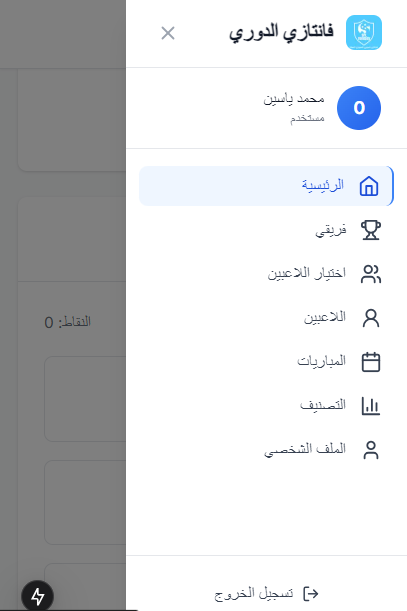 فانتازي الدوري
0
محمد ياسين
مستخدم
الرئيسية
فريقي
اختيار اللاعبين
اللاعبين
المباريات
التصنيف
الملف الشخصي
تسجيل الخروج
النقاط: 0